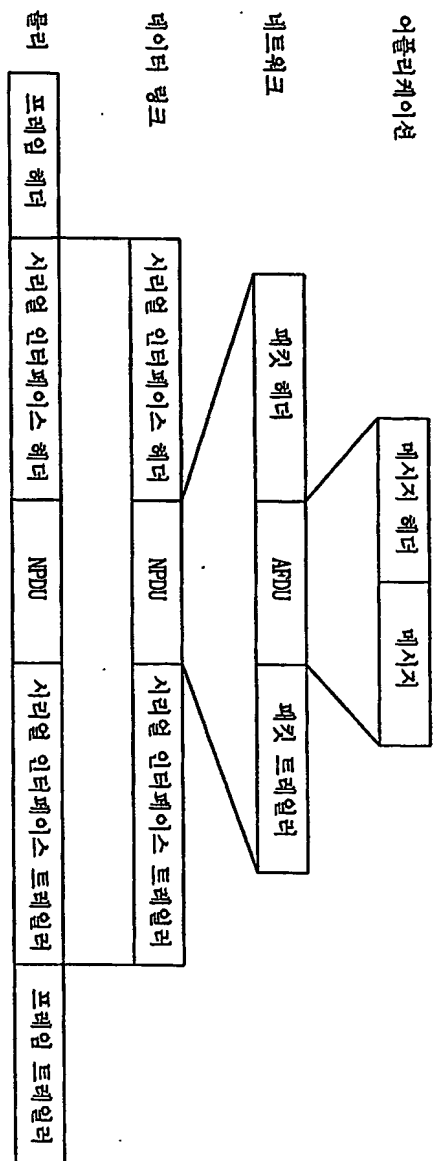 어플리케이션
메시지 헤더 메시지
네트워크
패킷 헤더 APDU 패킷 트레일러
데이터 링크
시리얼 인터페이스 헤더 NPDU 시리얼 인터페이스 트레일러
물리
프레임 헤더 시리얼 인터페이스 헤더 NPDU 시리얼 인터페이스 트레일러 프레임 트레일러